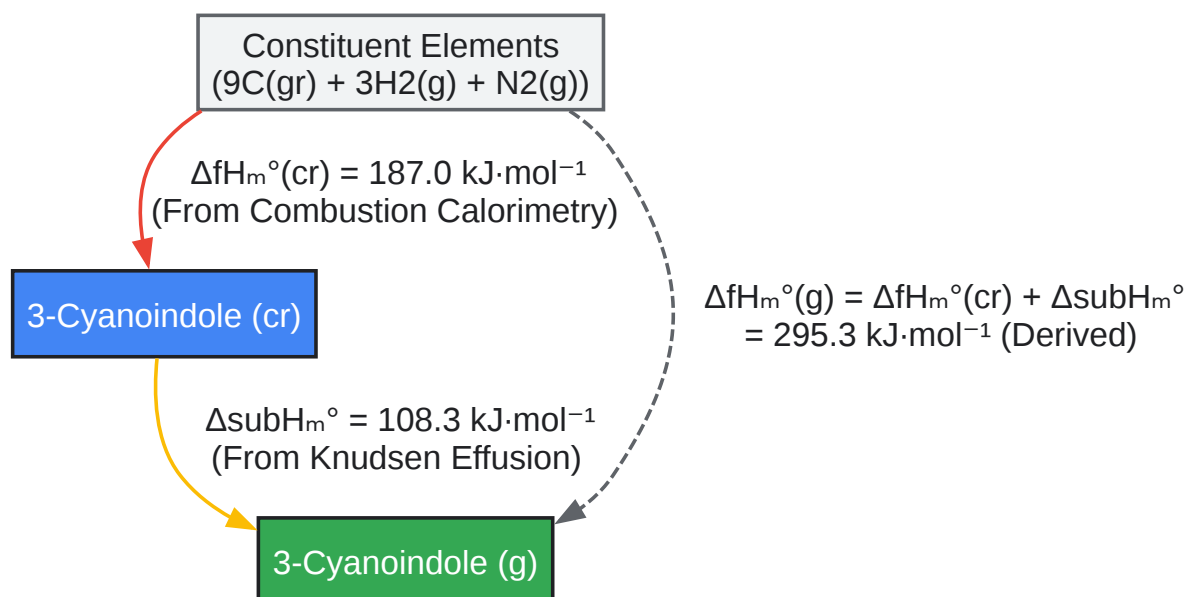 Constituent Elements
(9C(gr) + 3H2(g) + N2(g))
ΔfHₘ°(cr) = 187.0 kJ·mol⁻¹
(From Combustion Calorimetry)
3-Cyanoindole (cr)
ΔfHₘ°(g) = ΔfHₘ°(cr) + ΔsubHₘ°
= 295.3 kJ·mol⁻¹ (Derived)
ΔsubHₘ° = 108.3 kJ·mol⁻¹
(From Knudsen Effusion)
3-Cyanoindole (g)